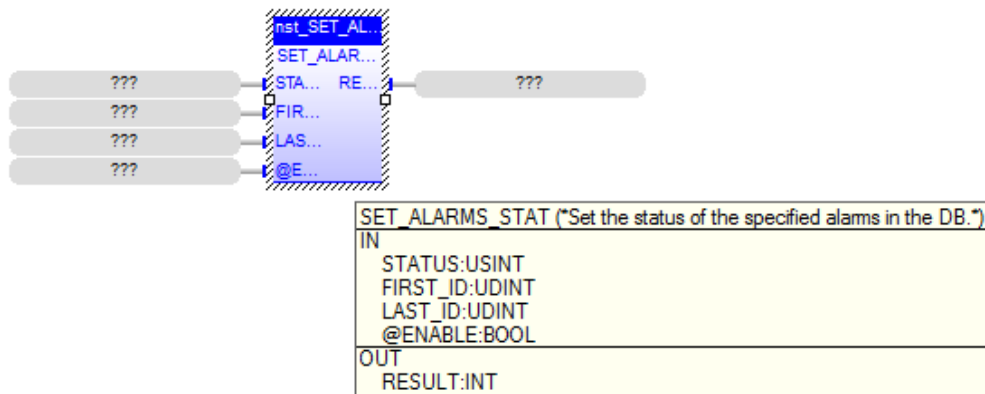 nst_SET_AL...
SET_ALAR...
??? STA... RE... ???
??? FIR...
??? LAS...
??? @E...
SET_ALARMS_STAT (*Set the status of the specified alarms in the DB.*)
IN
STATUS:USINT
FIRST_ID:UDINT
LAST_ID:UDINT
@ENABLE:BOOL
OUT
RESULT:INT